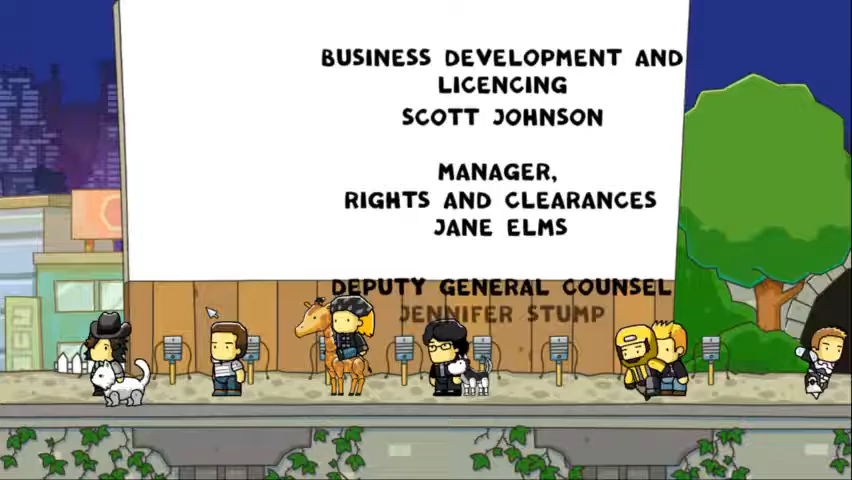 BUSINESS DEVELOPMENT AND
LICENCING
SCOTT JOHNSON
MANAGER,
RIGHTS AND CLEARANCES
JANE ELMS
DEPUTY GENERAL COUNSEL
JENNIFER STUMP